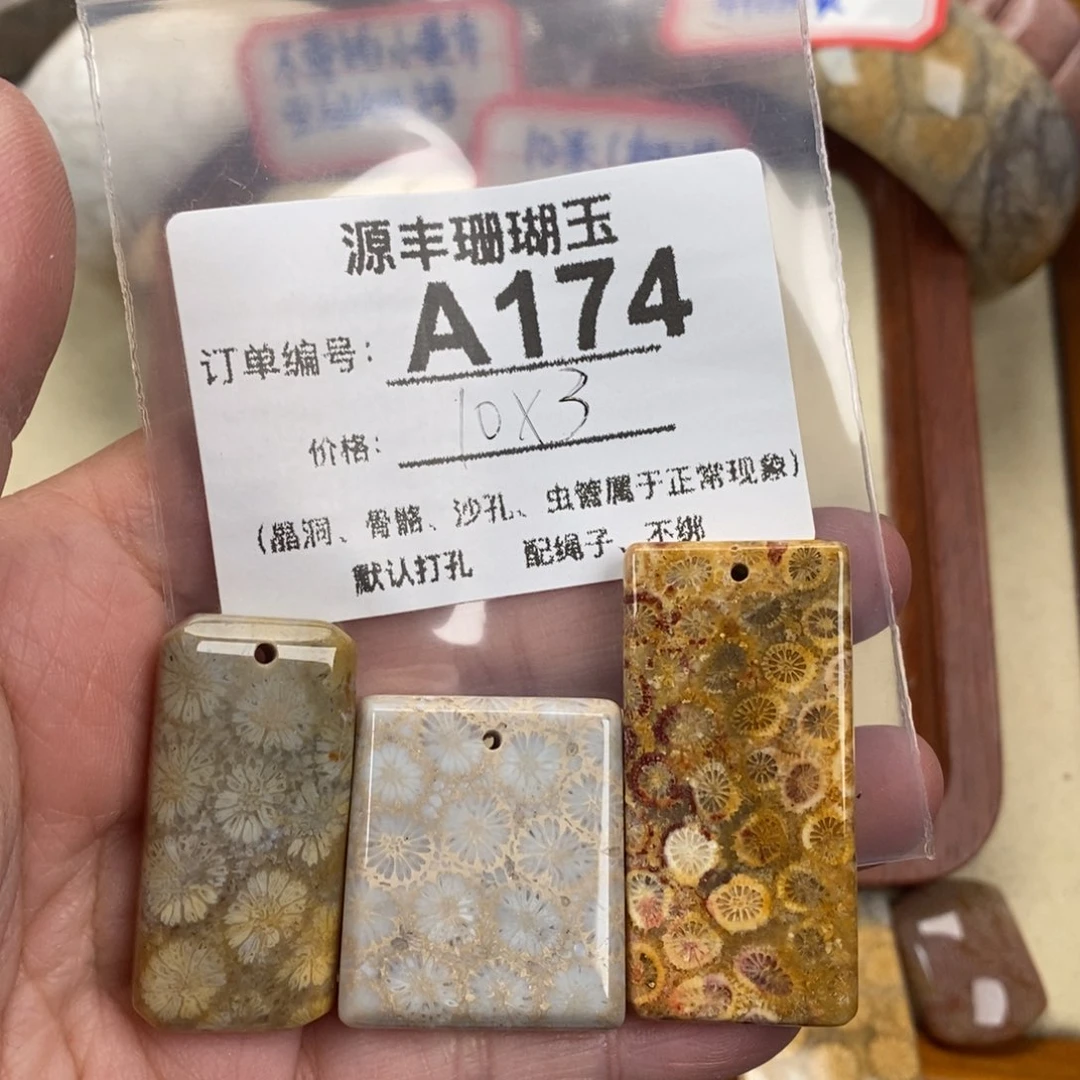 源丰珊瑚玉
订单编号: A174
价格: 10x3
(晶洞、骨骼、沙孔、虫管属于正常现象)
默认打孔 配绳子、不绑